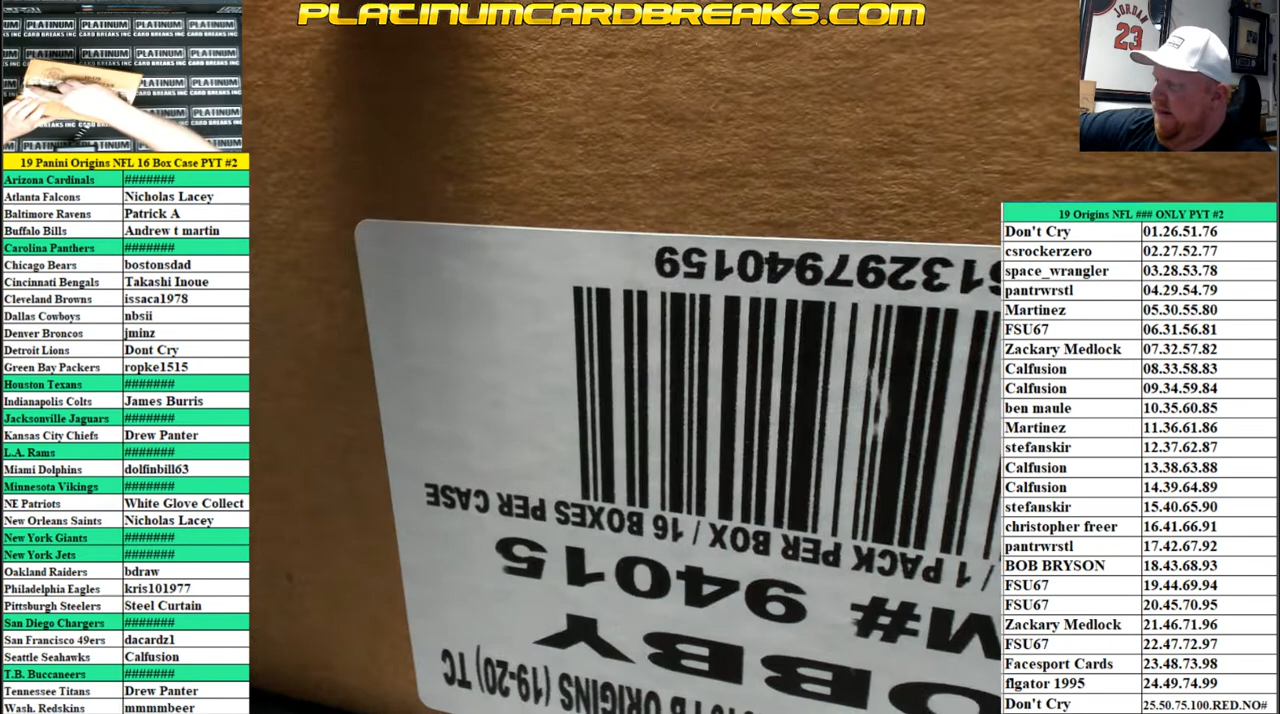 PLATINUMCARDBREAKS.COM
PLATINUM PLATINUM PLATINUM PLATINUM
JORDAN
23
19 Panini Origins NFL 16 Box Case PYT #2
Arizona Cardinals #######
Atlanta Falcons Nicholas Lacey
Baltimore Ravens Patrick A
Buffalo Bills Andrew t martin
Carolina Panthers #######
Chicago Bears bostonsdad
Cincinnati Bengals Takashi Inoue
Cleveland Browns issaca1978
Dallas Cowboys nbsii
Denver Broncos jminz
Detroit Lions Dont Cry
Green Bay Packers ropke1515
Houston Texans #######
Indianapolis Colts James Burris
Jacksonville Jaguars #######
Kansas City Chiefs Drew Panter
L.A. Rams #######
Miami Dolphins dolfinbill63
Minnesota Vikings #######
NE Patriots White Glove Collect
New Orleans Saints Nicholas Lacey
New York Giants #######
New York Jets #######
Oakland Raiders bdraw
Philadelphia Eagles kris101977
Pittsburgh Steelers Steel Curtain
San Diego Chargers #######
San Francisco 49ers dacardz1
Seattle Seahawks Calfusion
T.B. Buccaneers #######
Tennessee Titans Drew Panter
Wash. Redskins mmmmbeer
ORIGINS (19-20) TC
OBBY
M# 94015
/ 1 PACK PER BOX / 16 BOXES PER CASE
613297940159
19 Origins NFL ### ONLY PYT #2
Don't Cry 01.26.51.76
csrockerzero 02.27.52.77
space_wrangler 03.28.53.78
pantrwrstl 04.29.54.79
Martinez 05.30.55.80
FSU67 06.31.56.81
Zackary Medlock 07.32.57.82
Calfusion 08.33.58.83
Calfusion 09.34.59.84
ben maule 10.35.60.85
Martinez 11.36.61.86
stefanskir 12.37.62.87
Calfusion 13.38.63.88
Calfusion 14.39.64.89
stefanskir 15.40.65.90
christopher freer 16.41.66.91
pantrwrstl 17.42.67.92
BOB BRYSON 18.43.68.93
FSU67 19.44.69.94
FSU67 20.45.70.95
Zackary Medlock 21.46.71.96
FSU67 22.47.72.97
Facesport Cards 23.48.73.98
flgator 1995 24.49.74.99
Don't Cry 25.50.75.100.RED.NO#